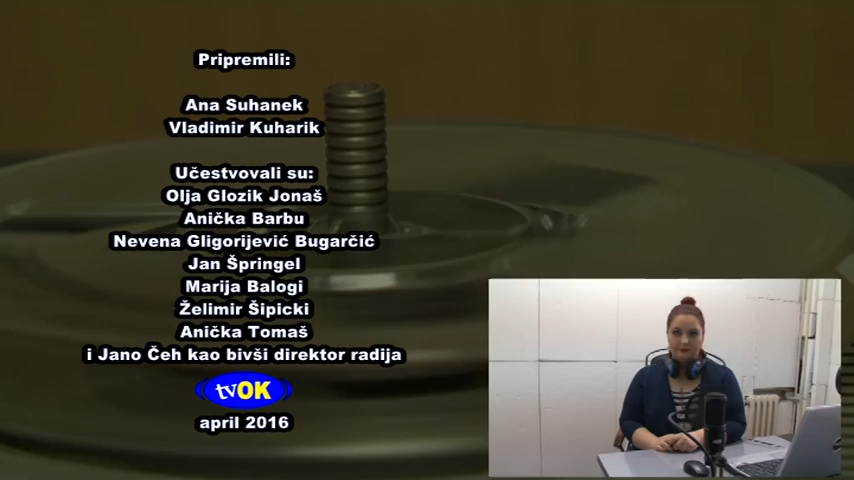 Pripremili:
Ana Suhanek
Vladimir Kuharik
Učestvovali su:
Olja Glozik Jonaš
Anička Barbu
Nevena Gligorijević Bugarčić
Jan Špringel
Marija Balogi
Želimir Šipicki
Anička Tomaš
i Jano Čeh kao bivši direktor radija
tvOK
april 2016